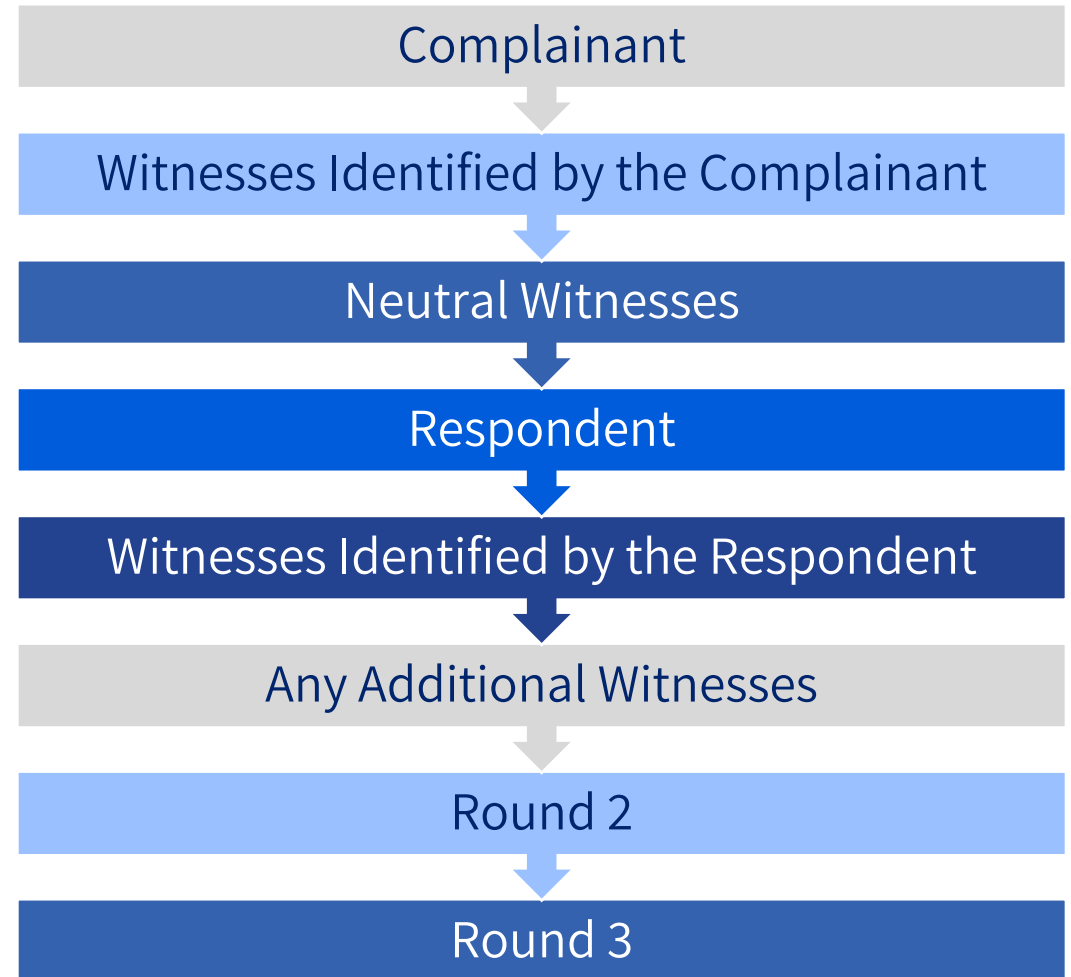 Complainant
Witnesses Identified by the Complainant
Neutral Witnesses
Respondent
Witnesses Identified by the Respondent
Any Additional Witnesses
Round 2
Round 3